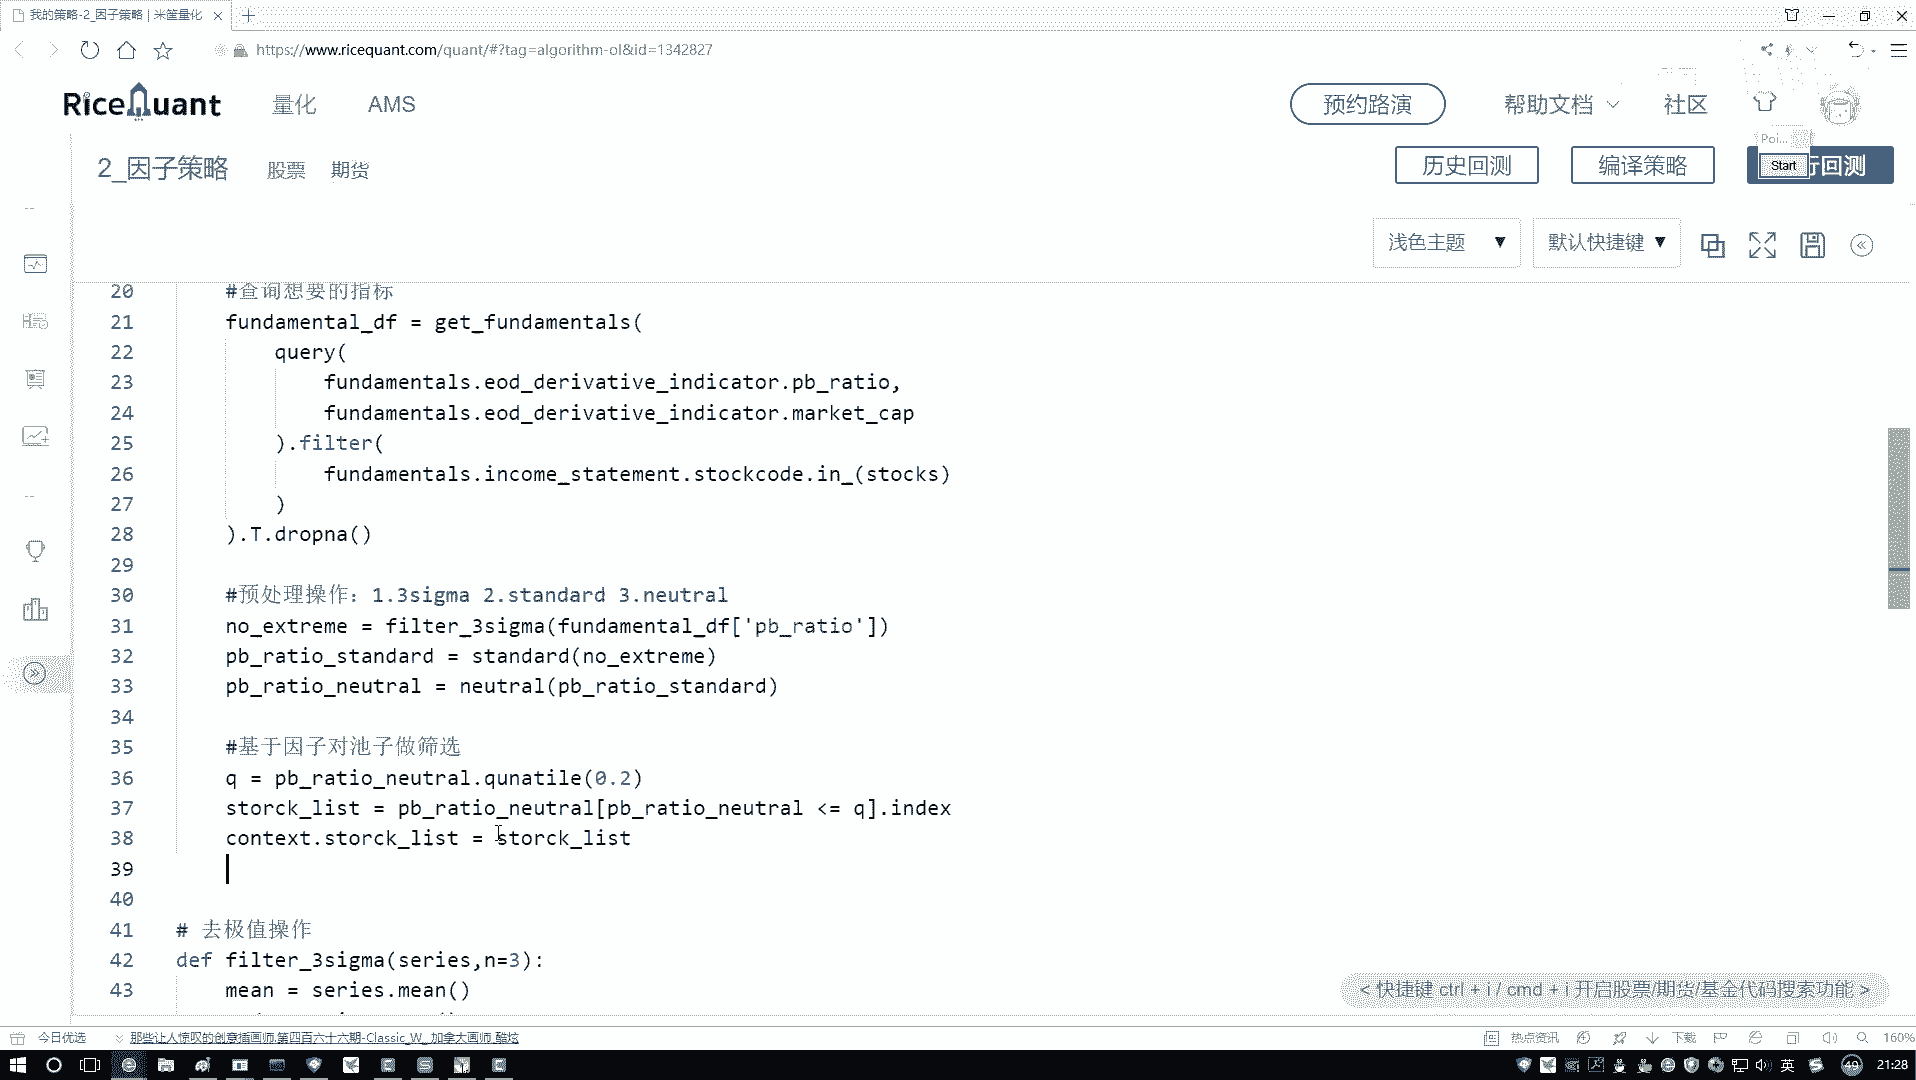 我的策略-2_因子策略 | 米筐量化
https://www.ricequant.com/quant/#?tag=algorithm-ol&id=1342827
RiceQuant 量化 AMS 预约路演 帮助文档 社区
Poi...
2_因子策略 股票 期货 历史回测 编译策略 Start 行回测
浅色主题 默认快捷键
20 #查询想要的指标
21 fundamental_df = get_fundamentals(
22 query(
23 fundamentals.eod_derivative_indicator.pb_ratio,
24 fundamentals.eod_derivative_indicator.market_cap
25 ).filter(
26 fundamentals.income_statement.stockcode.in_(stocks)
27 )
28 ).T.dropna()
29
30 #预处理操作：1.3sigma 2.standard 3.neutral
31 no_extreme = filter_3sigma(fundamental_df['pb_ratio'])
32 pb_ratio_standard = standard(no_extreme)
33 pb_ratio_neutral = neutral(pb_ratio_standard)
34
35 #基于因子对池子做筛选
36 q = pb_ratio_neutral.qunatile(0.2)
37 storck_list = pb_ratio_neutral[pb_ratio_neutral <= q].index
38 context.storck_list = storck_list
39
40
41 # 去极值操作
42 def filter_3sigma(series,n=3):
43 mean = series.mean()
< 快捷键 ctrl + i / cmd + i 开启股票/期货/基金代码搜索功能 >
今日优选 那些让人惊叹的创意插画师.第四百六十六期-Classic_W_ 加拿大画师_酷炫 热点资讯 下载 160%
英 49 21:28